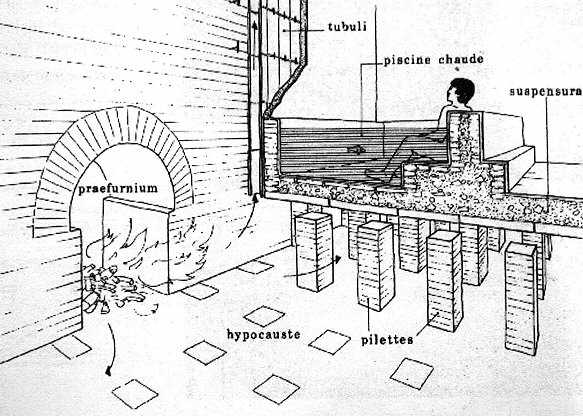 tubuli
piscine chaude
suspensura
praefurnium
hypocauste
pilettes